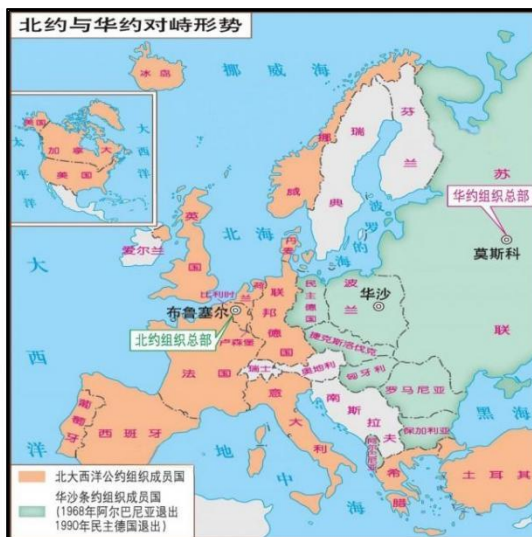 北约与华约对峙形势
冰岛
挪威海
美国
加拿大
美国
太平洋
大西洋
挪威
瑞典
芬兰
苏联
华约组织总部
莫斯科
北海
波罗的海
英国
爱尔兰
丹麦
荷兰
比利时
布鲁塞尔
北约组织总部
卢森堡
联邦德国
民主德国
波兰
华沙
捷克斯洛伐克
法国
瑞士
奥地利
匈牙利
罗马尼亚
南斯拉夫
保加利亚
黑海
大西洋
葡萄牙
西班牙
意大利
地中海
阿尔巴尼亚
希腊
土耳其
北大西洋公约组织成员国
华沙条约组织成员国
(1968年阿尔巴尼亚退出
1990年民主德国退出)